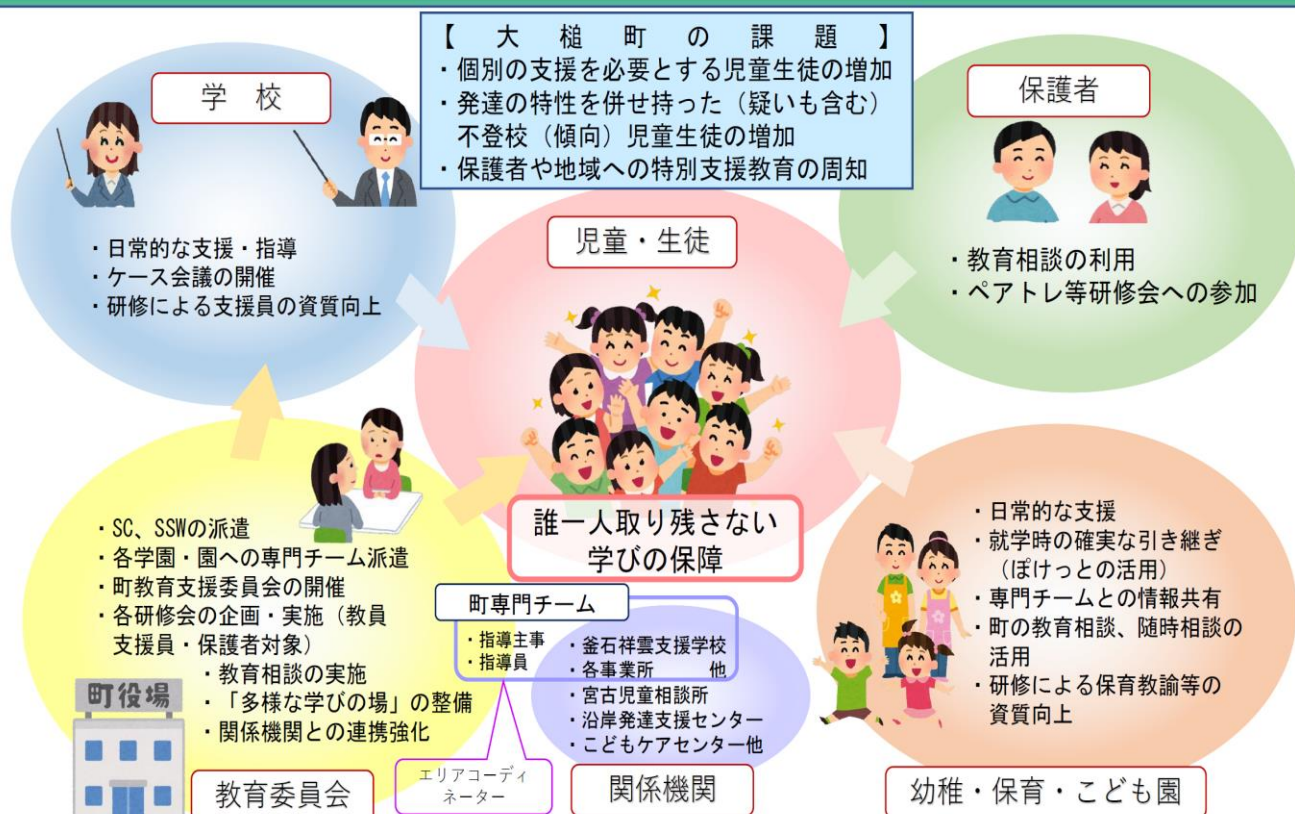 【大槌町の課題】
・個別の支援を必要とする児童生徒の増加
・発達の特性を併せ持った（疑いも含む）
不登校（傾向）児童生徒の増加
・保護者や地域への特別支援教育の周知
学校
・日常的な支援・指導
・ケース会議の開催
・研修による支援員の資質向上
保護者
・教育相談の利用
・ペアトレ等研修会への参加
児童・生徒
誰一人取り残さない
学びの保障
・SC、SSWの派遣
・各学園・園への専門チーム派遣
・町教育支援委員会の開催
・各研修会の企画・実施（教員
支援員・保護者対象）
・教育相談の実施
・「多様な学びの場」の整備
・関係機関との連携強化
町役場
教育委員会
町専門チーム
・指導主事
・指導員
エリアコーディ
ネーター
・釜石祥雲支援学校
・各事業所　他
・宮古児童相談所
・沿岸発達支援センター
・こどもケアセンター他
関係機関
・日常的な支援
・就学時の確実な引き継ぎ
（ぽけっとの活用）
・専門チームとの情報共有
・町の教育相談、随時相談の
活用
・研修による保育教諭等の
資質向上
幼稚・保育・こども園